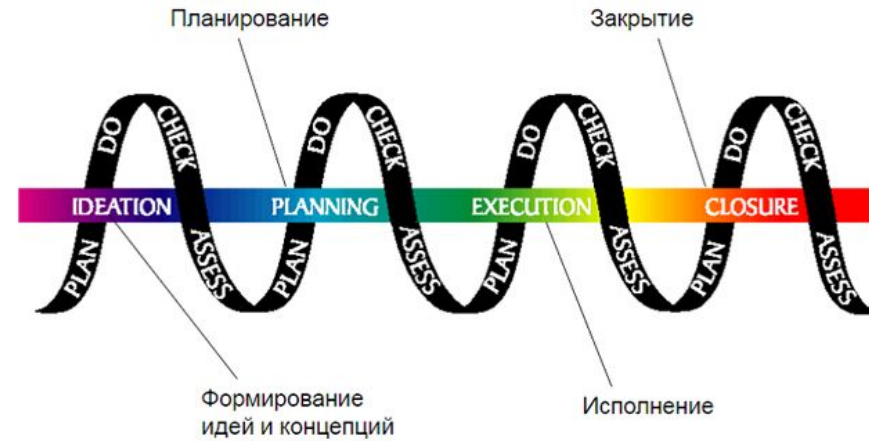 Планирование
Закрытие
DO CHECK DO CHECK DO CHECK DO CHECK
IDEATION PLANNING EXECUTION CLOSURE
PLAN ASSESS PLAN ASSESS PLAN ASSESS PLAN ASSESS
Формирование
идей и концепций
Исполнение